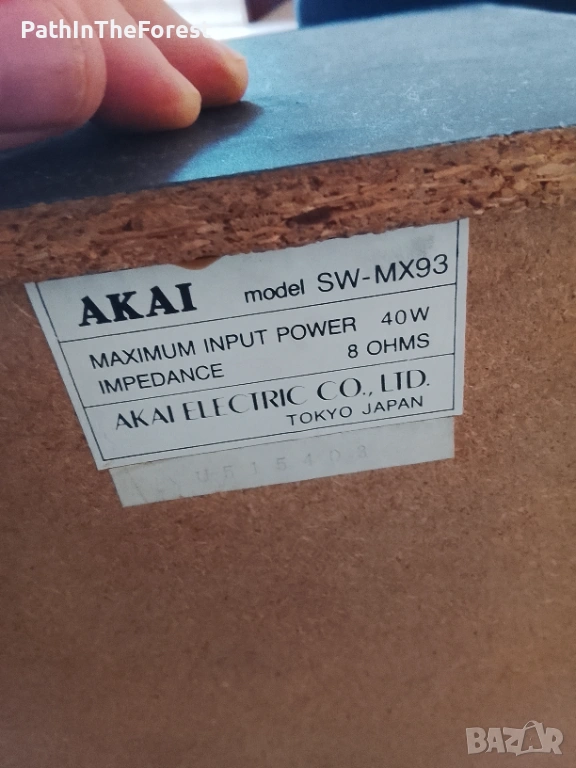 PathInTheForest
AKAI model SW-MX93
MAXIMUM INPUT POWER 40W
IMPEDANCE 8 OHMS
AKAI ELECTRIC CO., LTD.
TOKYO JAPAN
BAZAR